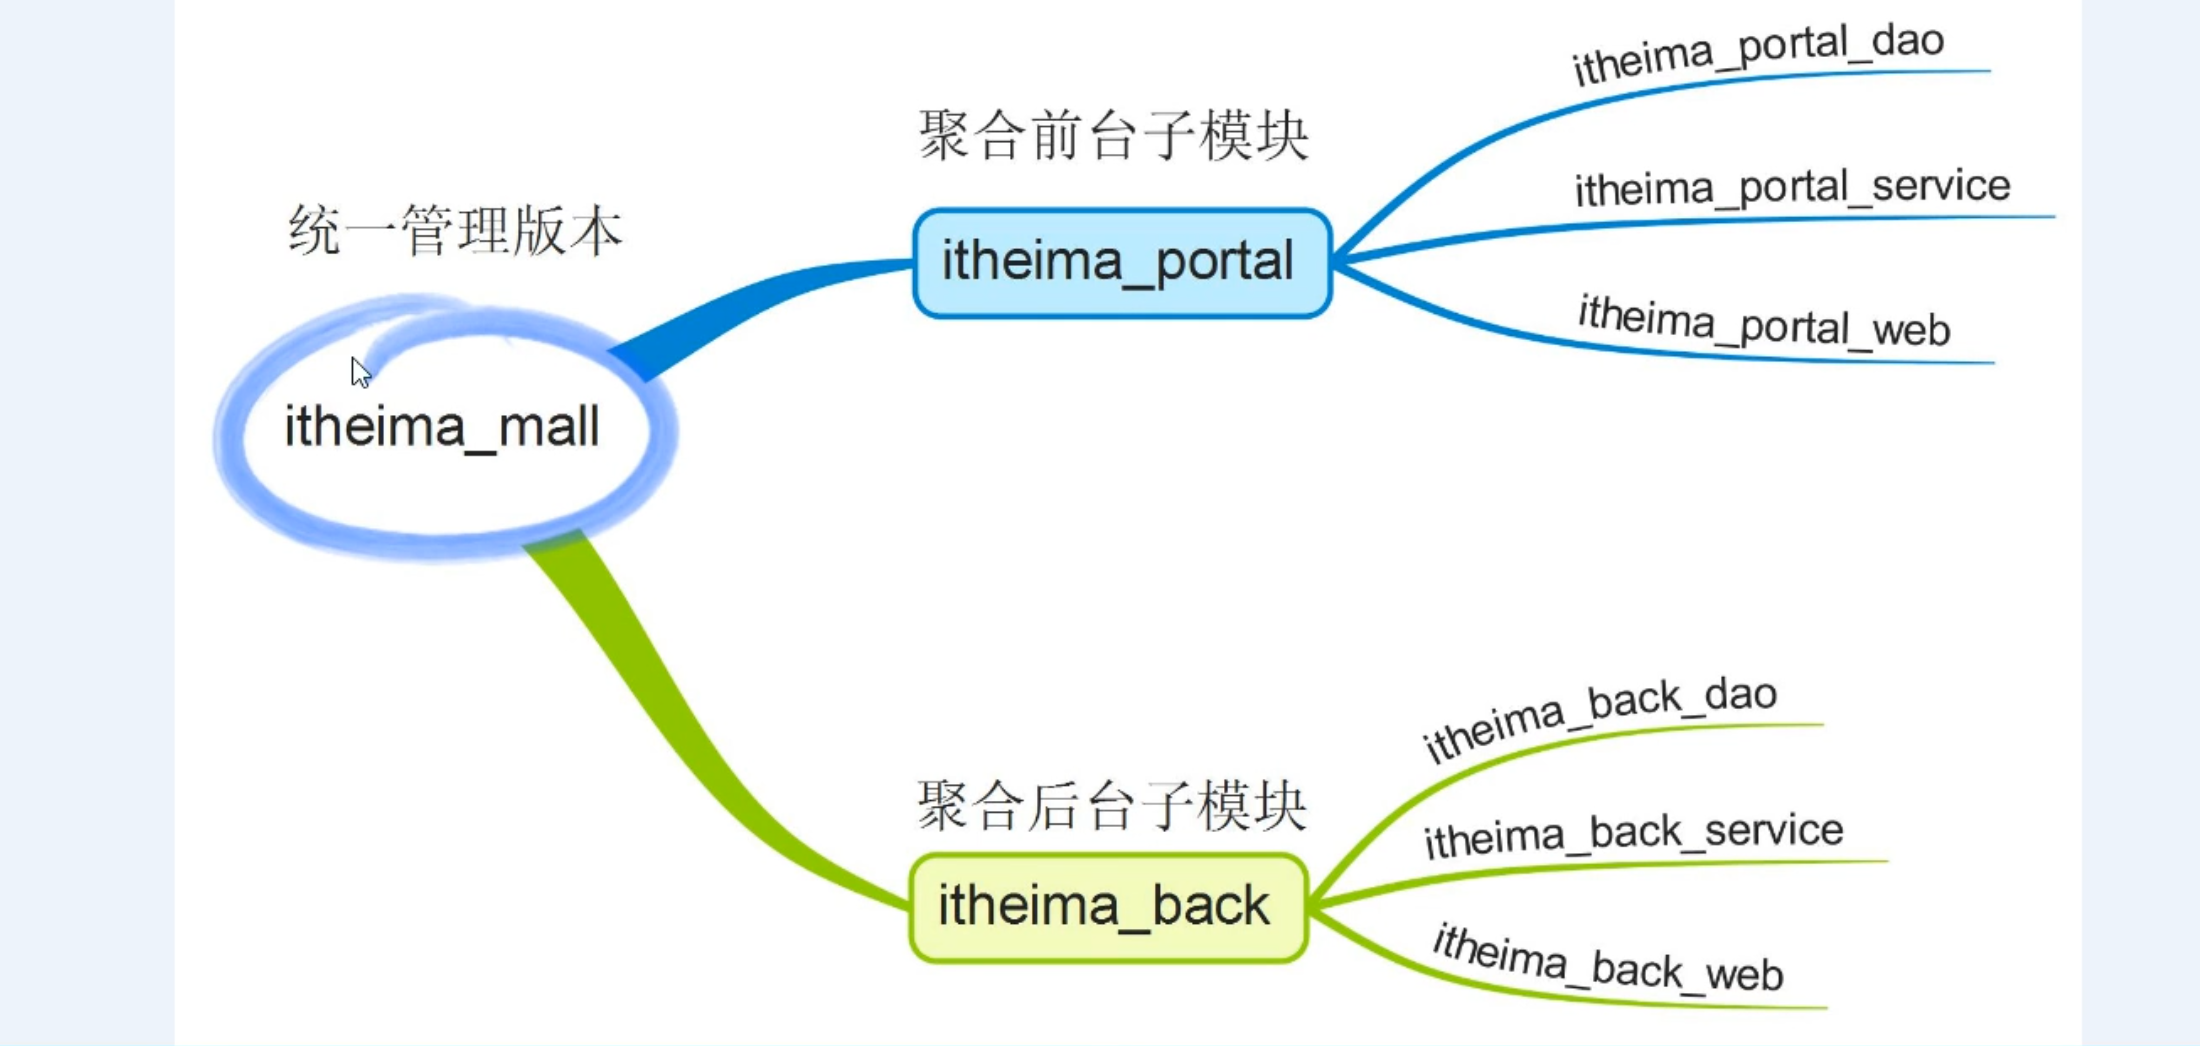 统一管理版本
itheima_mall
聚合前台子模块
itheima_portal
itheima_portal_dao
itheima_portal_service
itheima_portal_web
聚合后台子模块
itheima_back
itheima_back_dao
itheima_back_service
itheima_back_web